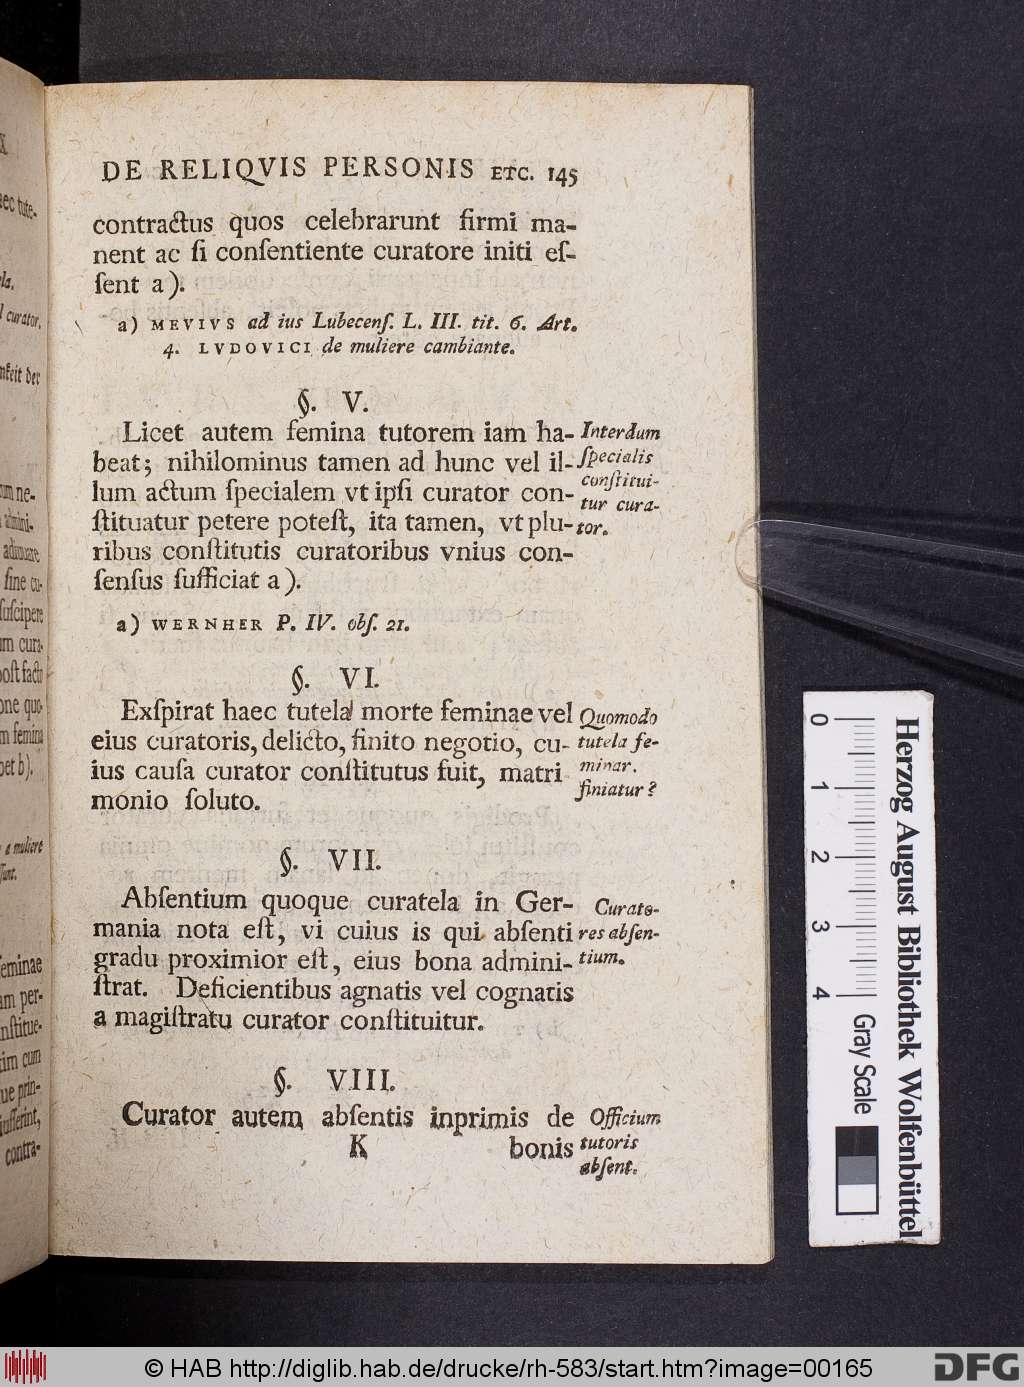 DE RELIQVIS PERSONIS ETC. 145
contractus quos celebrarunt firmi ma-
nent ac ſi conſentiente curatore initi eſ-
ſent a).
a) MEVIVS ad ius Lubecenſ. L. III. tit. 6. Art.
4. LVDOVICI de muliere cambiante.
§. V.
Licet autem femina tutorem iam ha-
beat; nihilominus tamen ad hunc vel il-
lum actum ſpecialem vt ipſi curator con-
ſtituatur petere poteſt, ita tamen, vt plu-
ribus conſtitutis curatoribus vnius con-
ſenſus ſufficiat a).
Interdum
ſpecialis
conſtitui-
tur cura-
tor.
a) WERNHER P. IV. obſ. 21.
§. VI.
Exſpirat haec tutela morte feminae vel
eius curatoris, delicto, finito negotio, cu-
ius cauſa curator conſtitutus fuit, matri
monio ſoluto.
Quomodo
tutela fe-
minar.
finiatur?
§. VII.
Abſentium quoque curatela in Ger-
mania nota eſt, vi cuius is qui abſenti
gradu proximior eſt, eius bona admini-
ſtrat. Deficientibus agnatis vel cognatis
a magiſtratu curator conſtituitur.
Curato-
res abſen-
tium.
§. VIII.
Curator autem abſentis inprimis de
K bonis
Officium
tutoris
abſent.
0 1 2 3 4
Gray Scale
Herzog August Bibliothek Wolfenbüttel
© HAB http://diglib.hab.de/drucke/rh-583/start.htm?image=00165
DFG